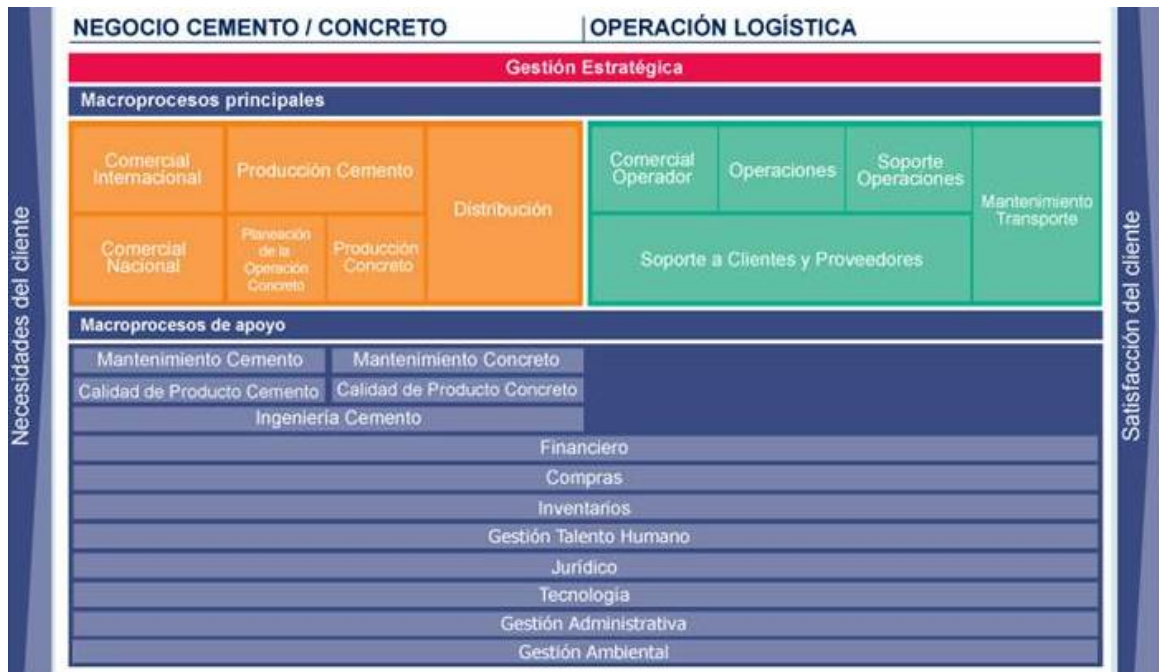 NEGOCIO CEMENTO / CONCRETO
OPERACIÓN LOGÍSTICA
Necesidades del cliente
Gestión Estratégica
Macroprocesos principales
Comercial
Internacional
Producción Cemento
Distribución
Comercial
Nacional
Planeación
de la
Operación
Concreto
Producción
Concreto
Comercial
Operador
Operaciones
Soporte
Operaciones
Mantenimiento
Transporte
Soporte a Clientes y Proveedores
Macroprocesos de apoyo
Mantenimiento Cemento
Mantenimiento Concreto
Calidad de Producto Cemento
Calidad de Producto Concreto
Ingeniería Cemento
Financiero
Compras
Inventarios
Gestión Talento Humano
Jurídico
Tecnología
Gestión Administrativa
Gestión Ambiental
Satisfacción del cliente